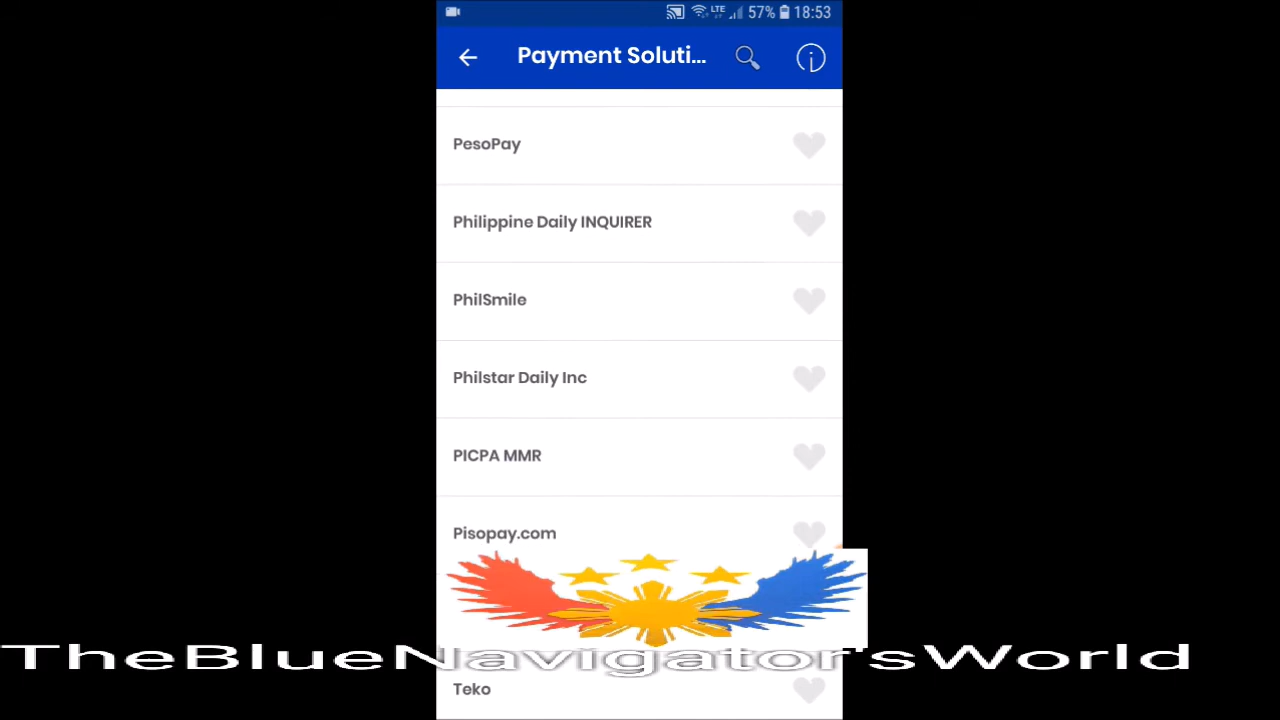 LTE 57% 18:53
Payment Soluti...
PesoPay
Philippine Daily INQUIRER
PhilSmile
Philstar Daily Inc
PICPA MMR
Pisopay.com
TheBlueNavigator'sWorld
Teko